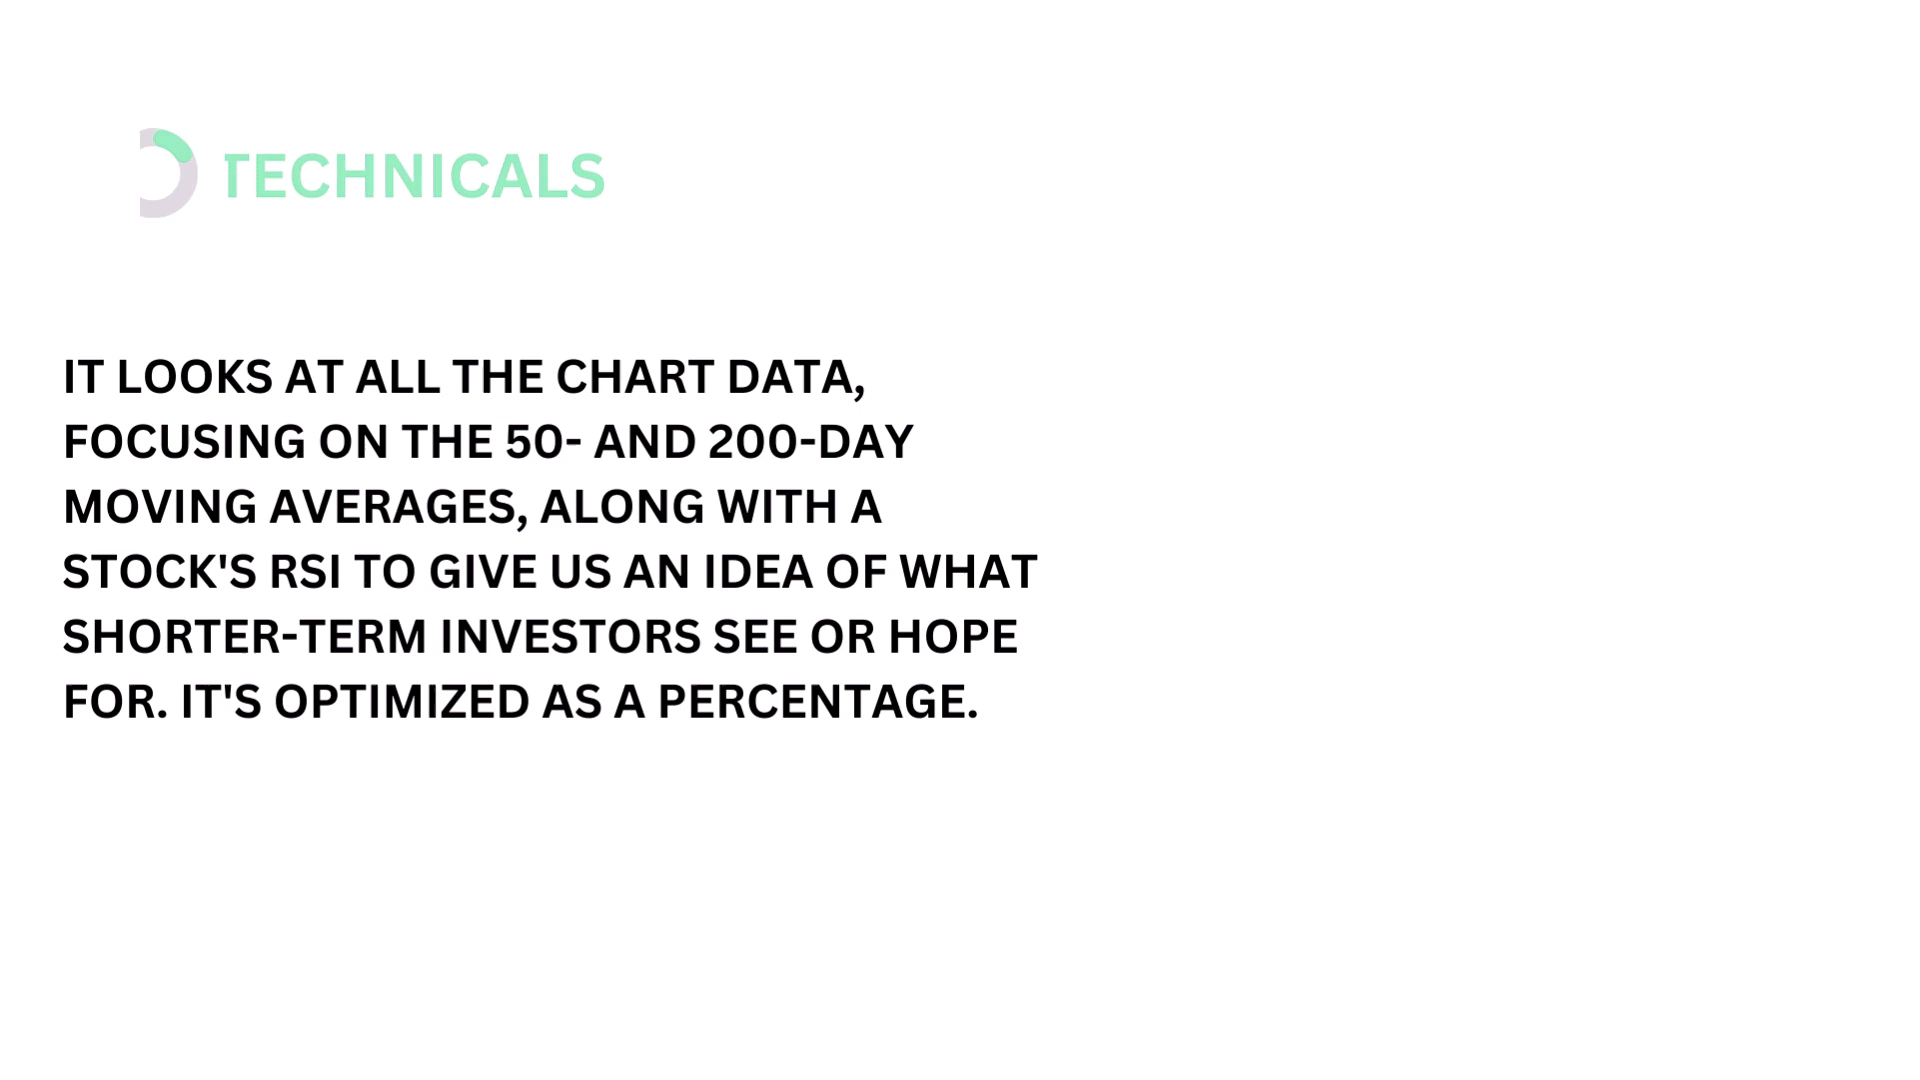 TECHNICALS
IT LOOKS AT ALL THE CHART DATA,
FOCUSING ON THE 50- AND 200-DAY
MOVING AVERAGES, ALONG WITH A
STOCK'S RSI TO GIVE US AN IDEA OF WHAT
SHORTER-TERM INVESTORS SEE OR HOPE
FOR. IT'S OPTIMIZED AS A PERCENTAGE.